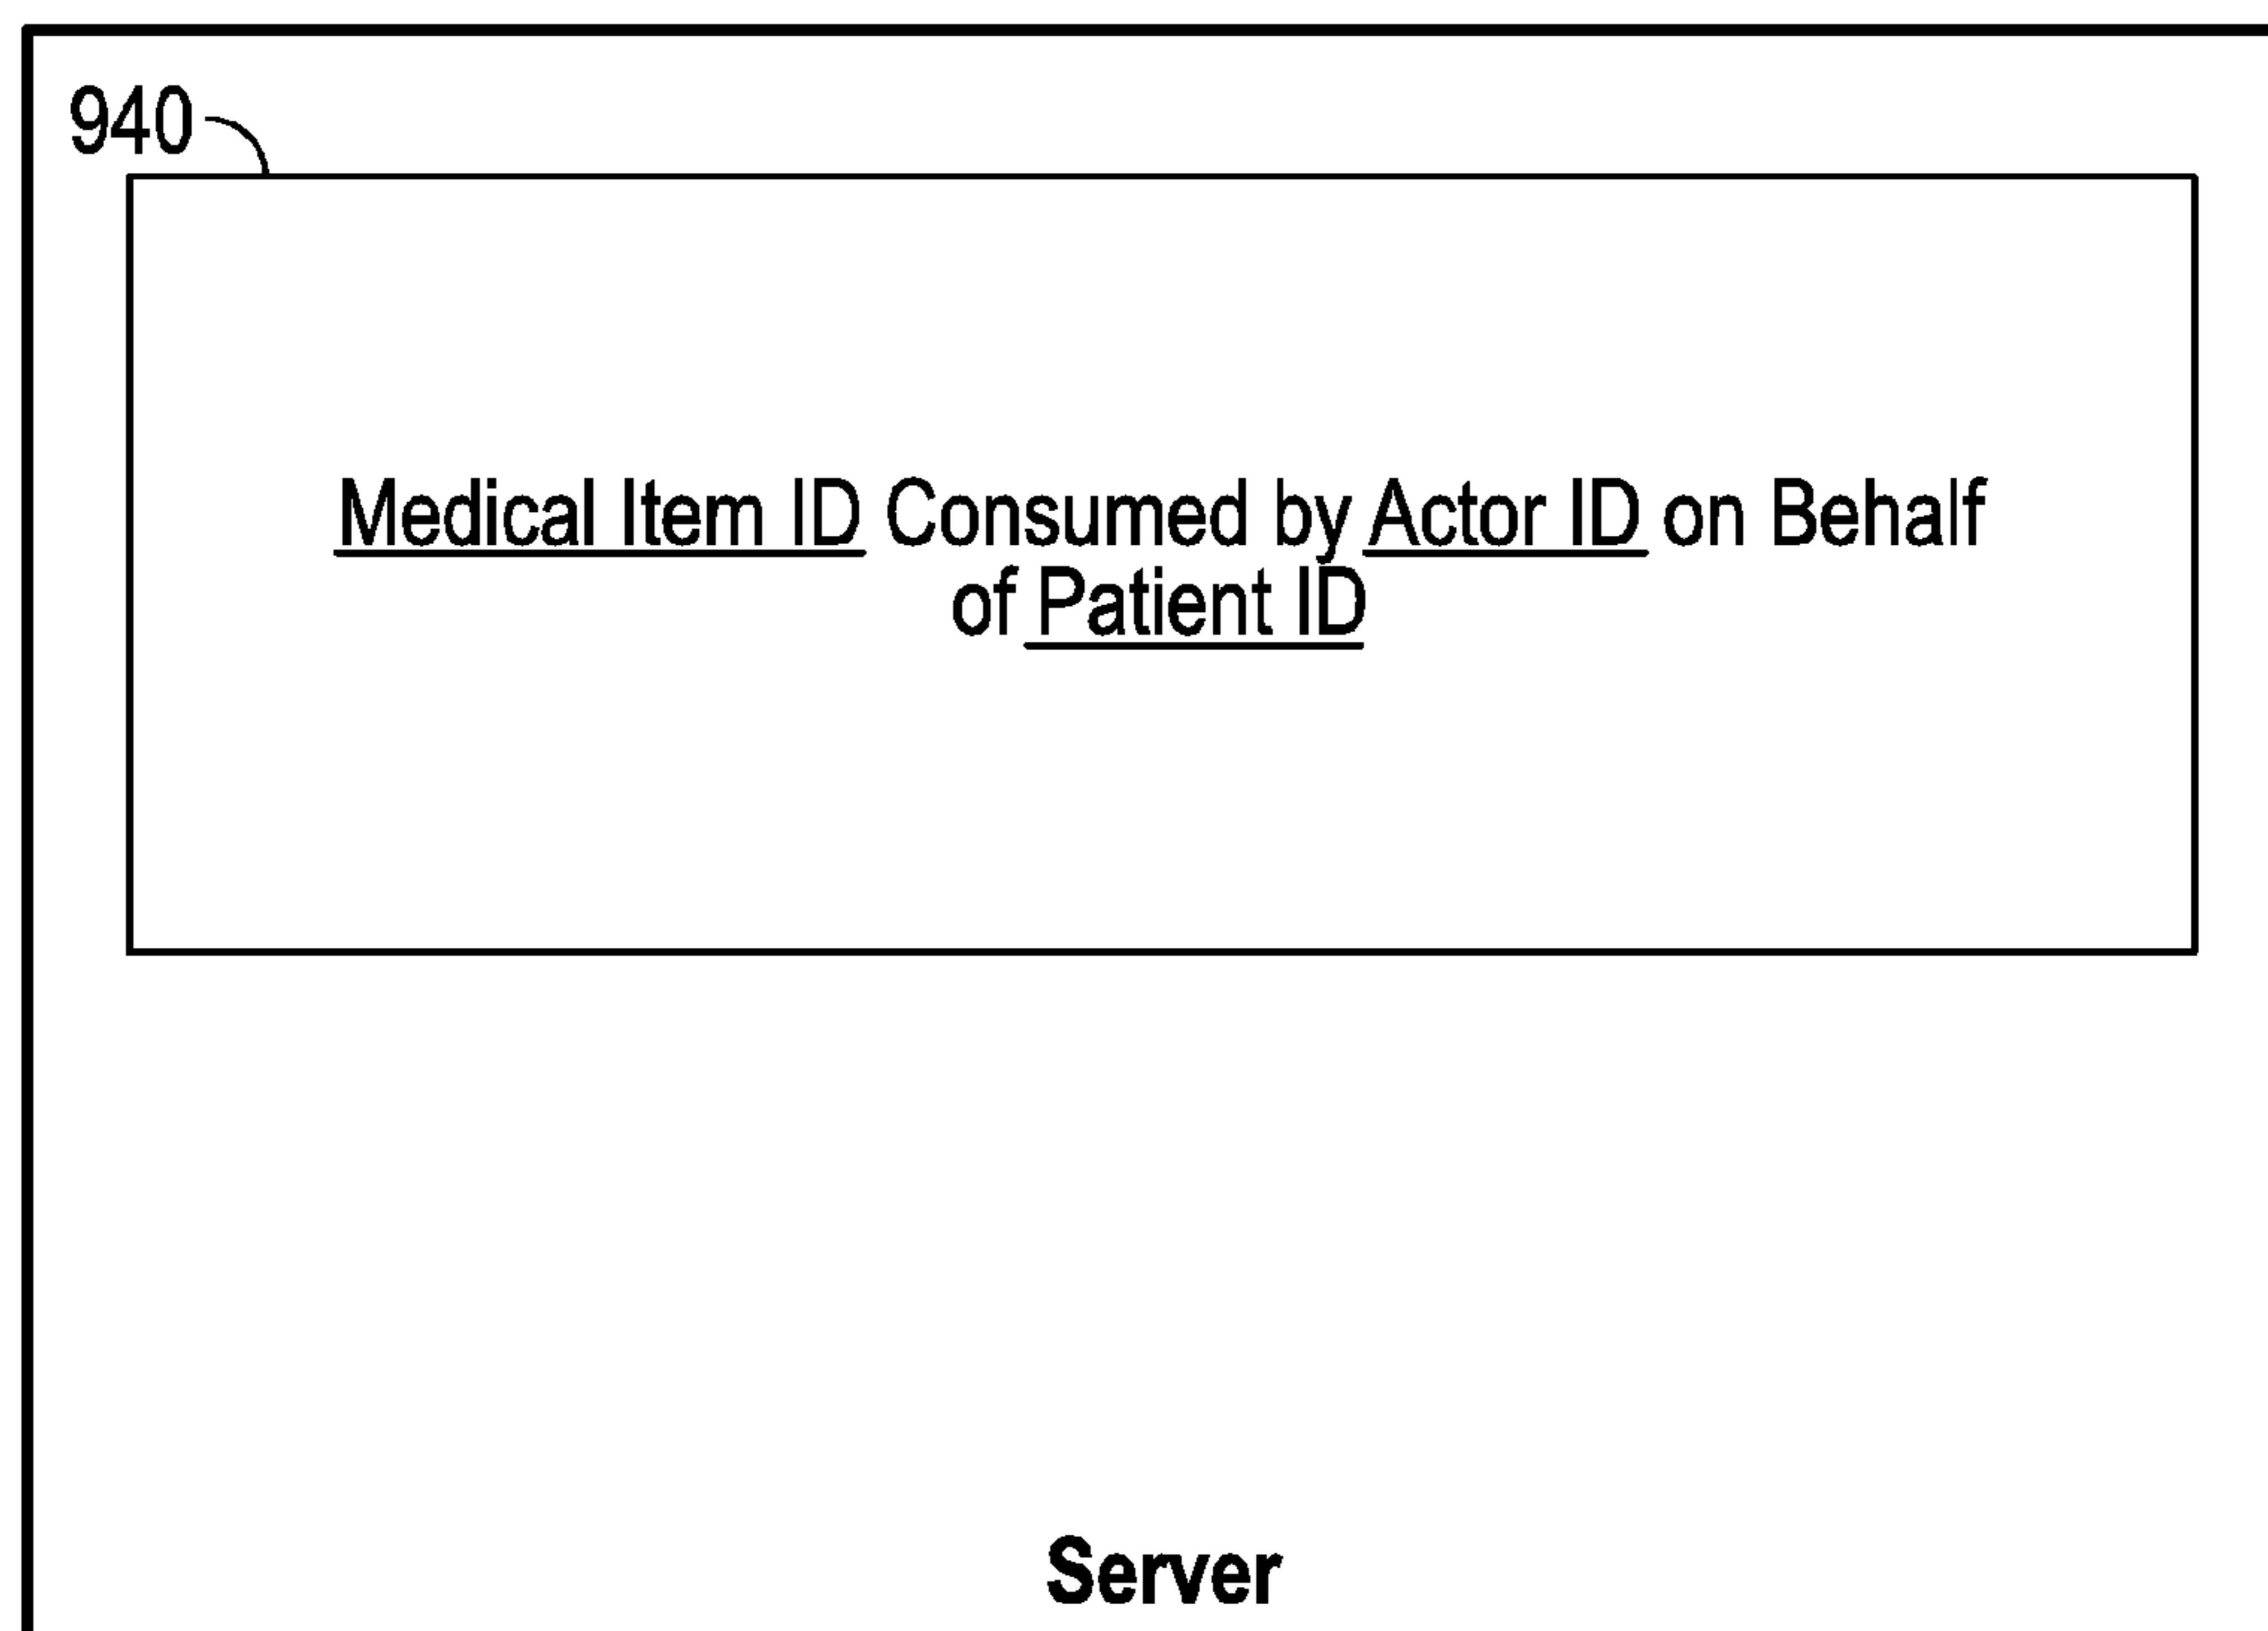 940
Medical Item ID Consumed by Actor ID on Behalf
of Patient ID
Server